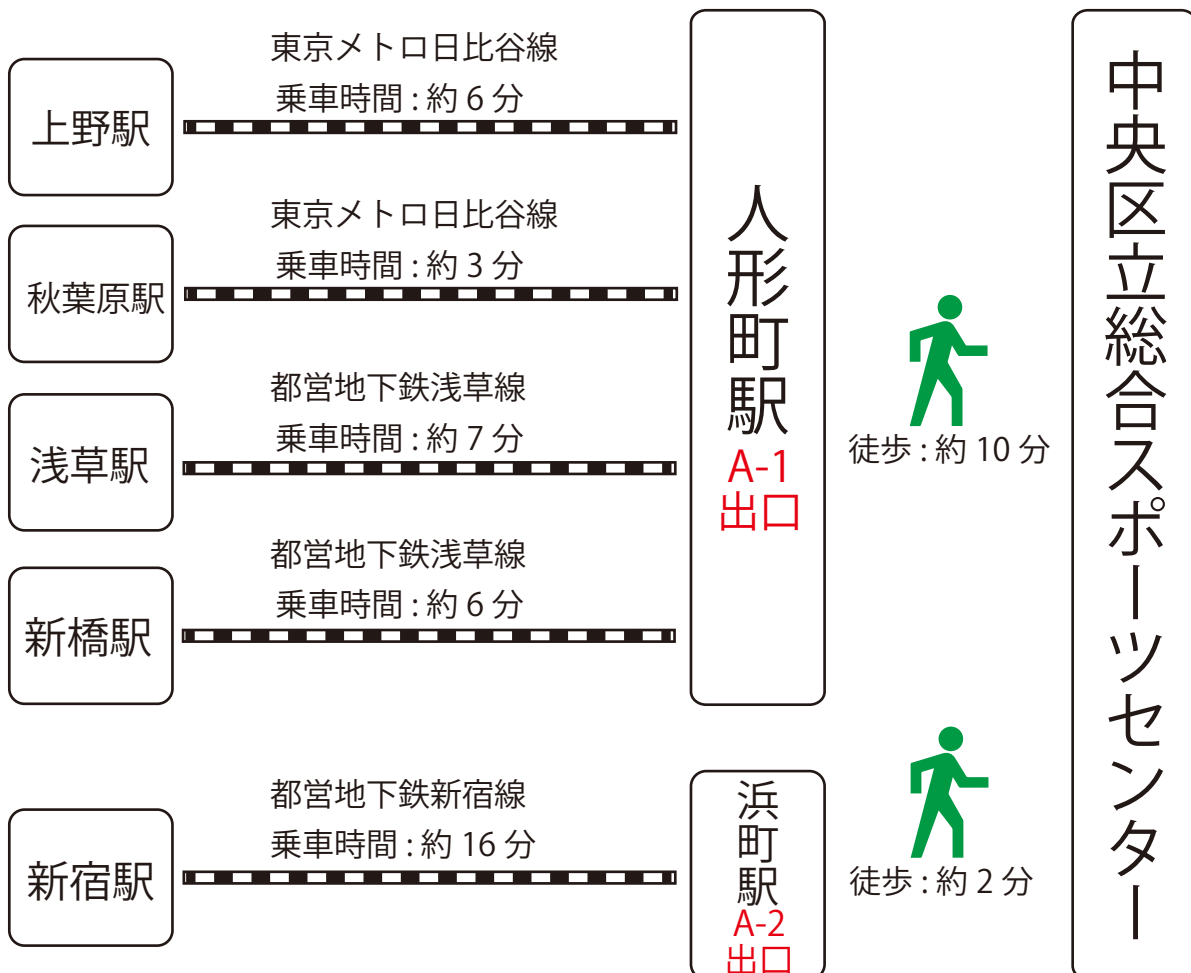 上野駅
東京メトロ日比谷線
乗車時間 : 約 6 分
秋葉原駅
東京メトロ日比谷線
乗車時間 : 約 3 分
浅草駅
都営地下鉄浅草線
乗車時間 : 約 7 分
新橋駅
都営地下鉄浅草線
乗車時間 : 約 6 分
人形町駅
A-1
出口
徒歩 : 約 10 分
新宿駅
都営地下鉄新宿線
乗車時間 : 約 16 分
浜町駅
A-2
出口
徒歩 : 約 2 分
中央区立総合スポーツセンター